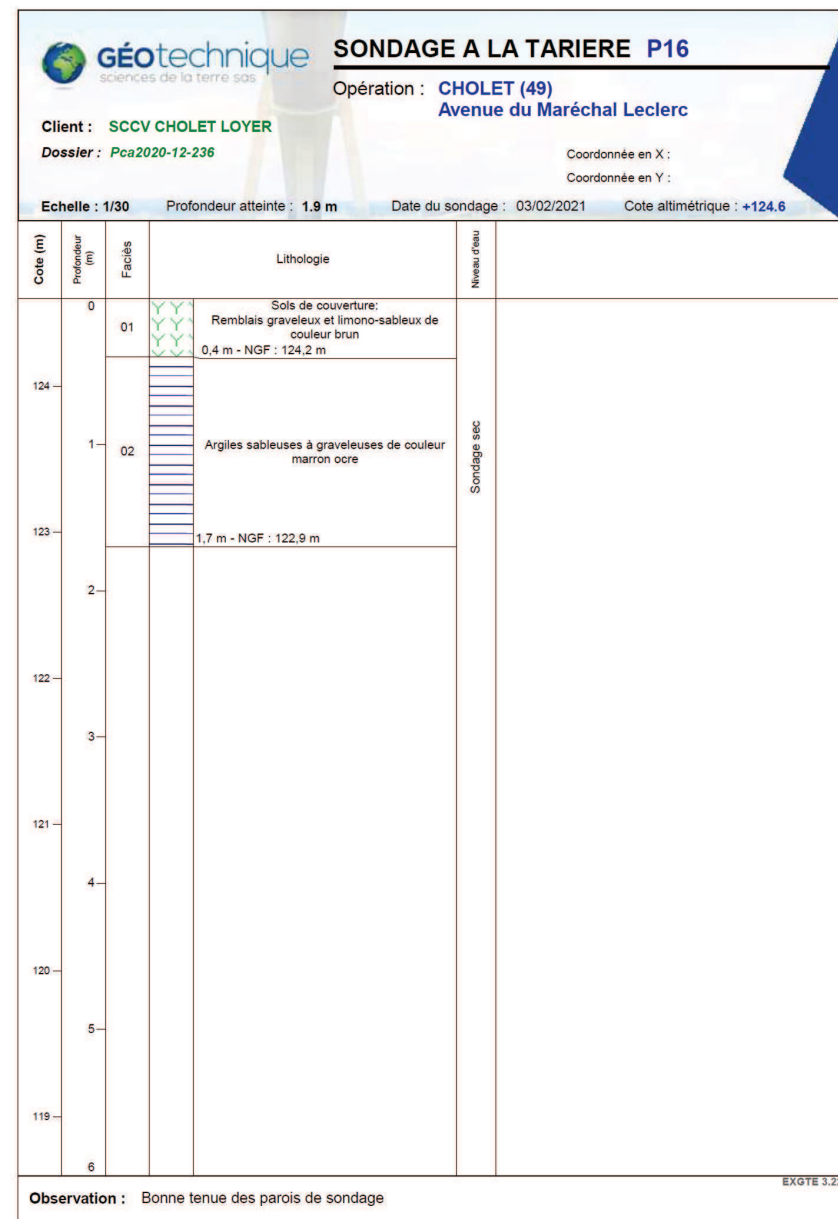 GÉOtechnique
sciences de la terre sas
SONDAGE A LA TARIERE P16
Opération : CHOLET (49)
Avenue du Maréchal Leclerc
Client : SCCV CHOLET LOYER
Dossier : Pca2020-12-236
Coordonnée en X :
Coordonnée en Y :
Echelle : 1/30 Profondeur atteinte : 1.9 m Date du sondage : 03/02/2021 Cote altimétrique : +124.6
Cote (m)
Profondeur
(m)
Faciès
Lithologie
Niveau d'eau
0
01
Sols de couverture:
Remblais graveleux et limono-sableux de
couleur brun
0,4 m - NGF : 124,2 m
124
1
02
Argiles sableuses à graveleuses de couleur
marron ocre
Sondage sec
123
1,7 m - NGF : 122,9 m
2
122
3
121
4
120
5
119
6
EXGTE 3.2
Observation : Bonne tenue des parois de sondage